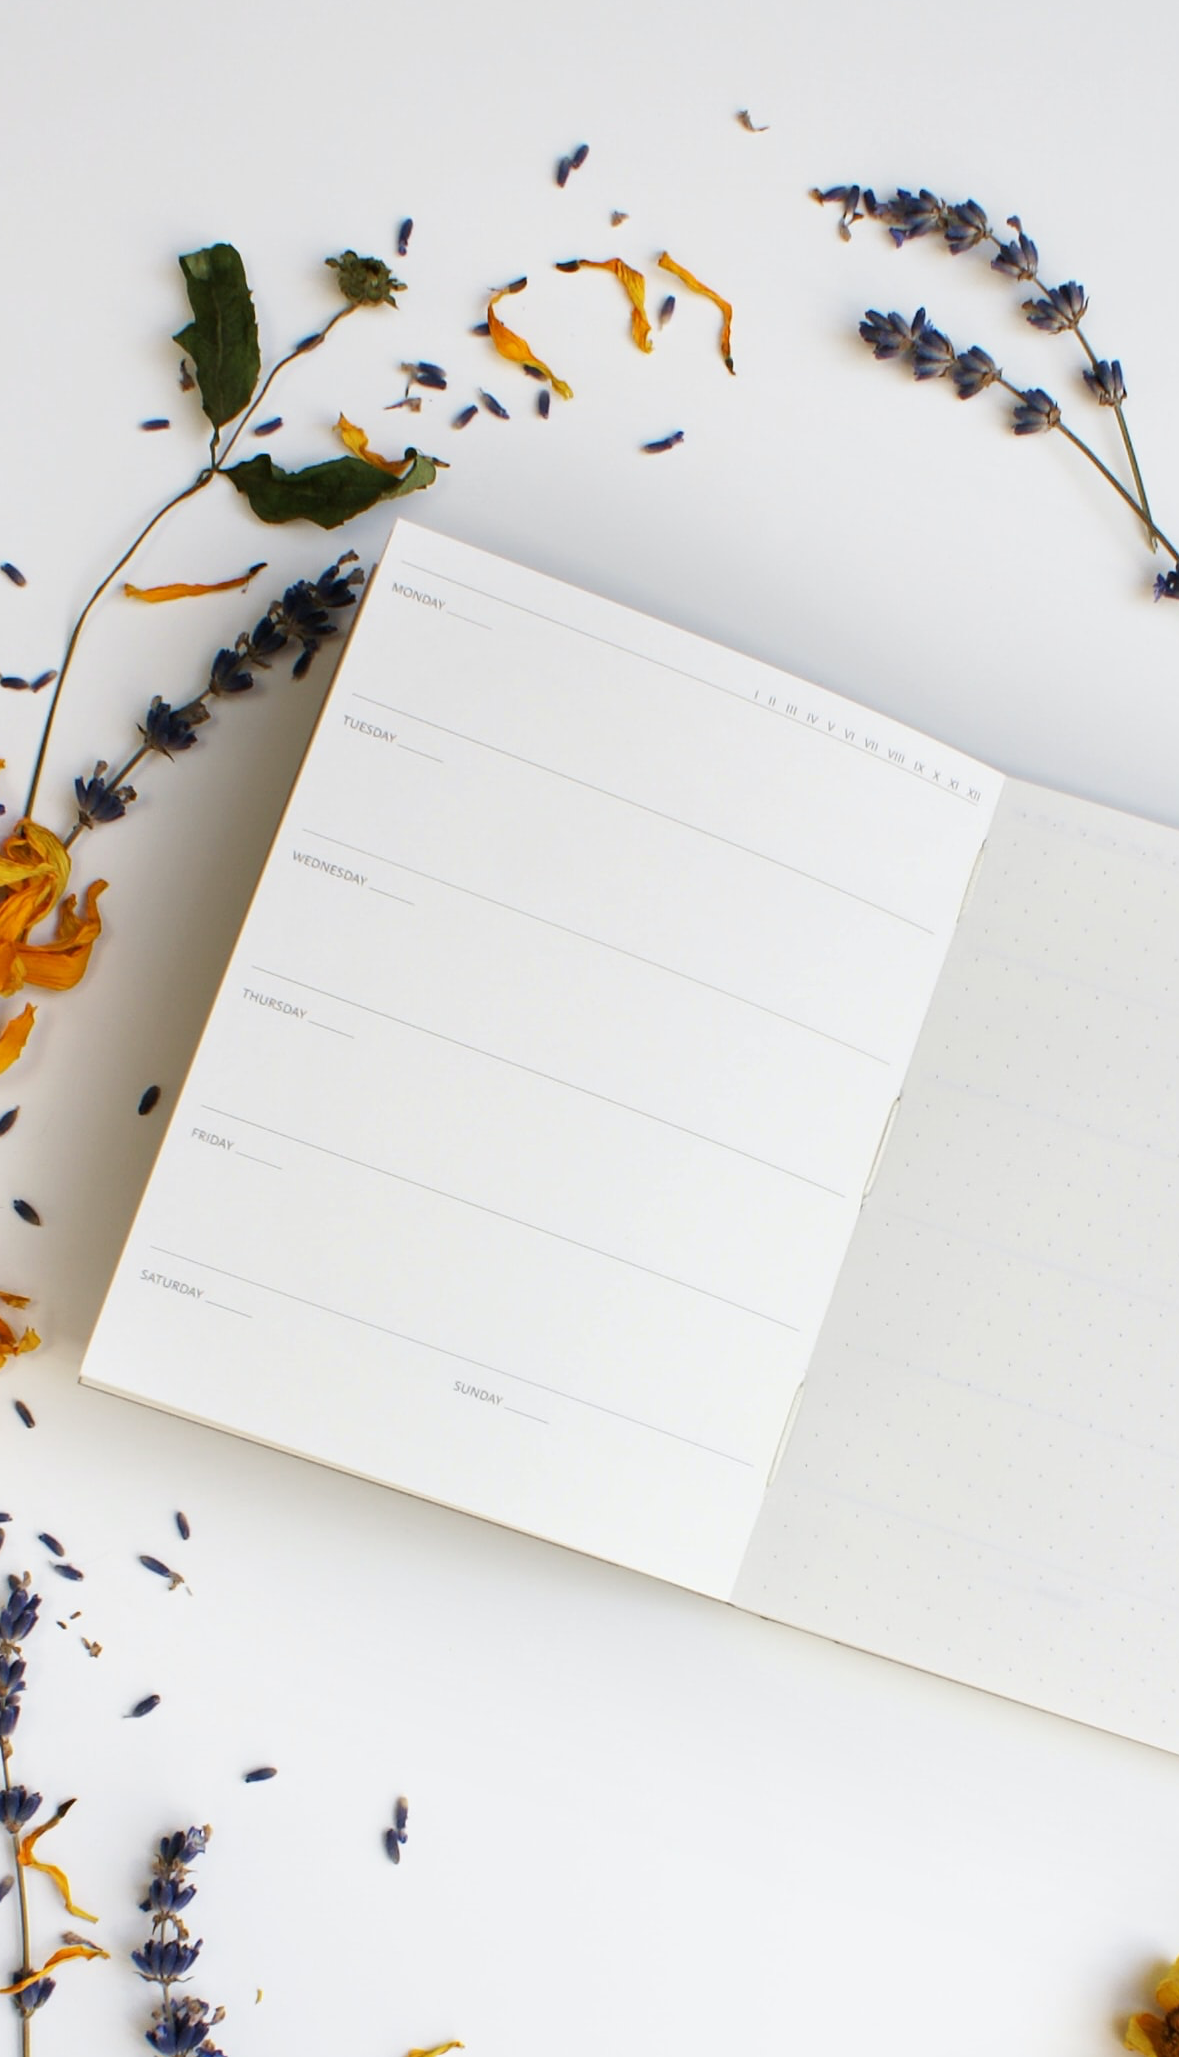 I II III IV V VI VII VIII IX X XI XII
MONDAY
TUESDAY
WEDNESDAY
THURSDAY
FRIDAY
SATURDAY
SUNDAY